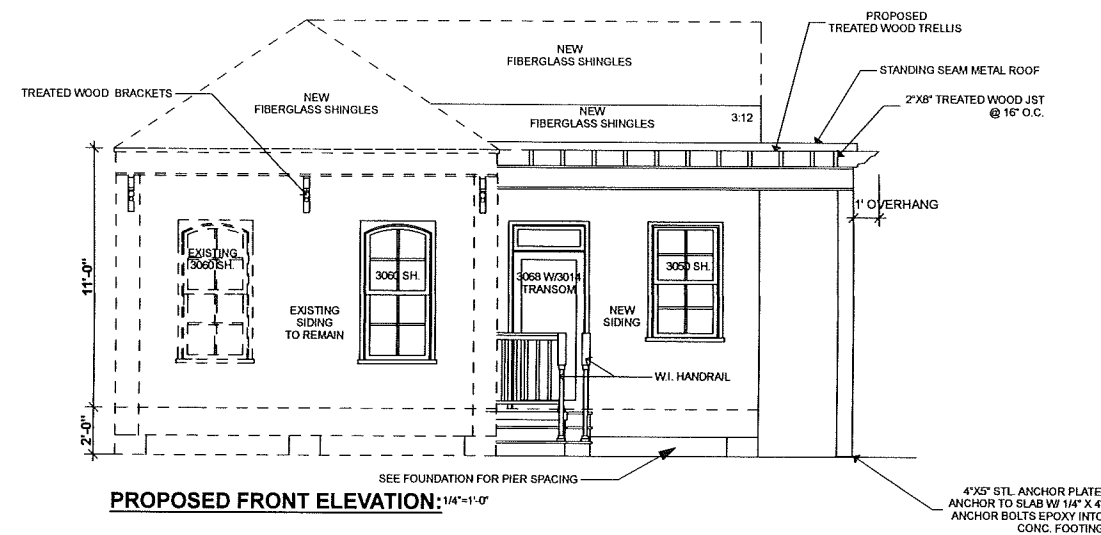 PROPOSED
TREATED WOOD TRELLIS
NEW
FIBERGLASS SHINGLES
STANDING SEAM METAL ROOF
TREATED WOOD BRACKETS
NEW
FIBERGLASS SHINGLES
NEW
FIBERGLASS SHINGLES
3:12
2"X8" TREATED WOOD JST
@ 16" O.C.
1' OVERHANG
11'-0"
EXISTING
3060 SH.
3060 SH.
3068 W/3014
TRANSOM
3050 SH.
EXISTING
SIDING
TO REMAIN
NEW
SIDING
W.I. HANDRAIL
2'-0"
SEE FOUNDATION FOR PIER SPACING
PROPOSED FRONT ELEVATION: 1/4"=1'-0"
4"X5" STL. ANCHOR PLATE
ANCHOR TO SLAB W/ 1/4" X 4"
ANCHOR BOLTS EPOXY INTO
CONC. FOOTING